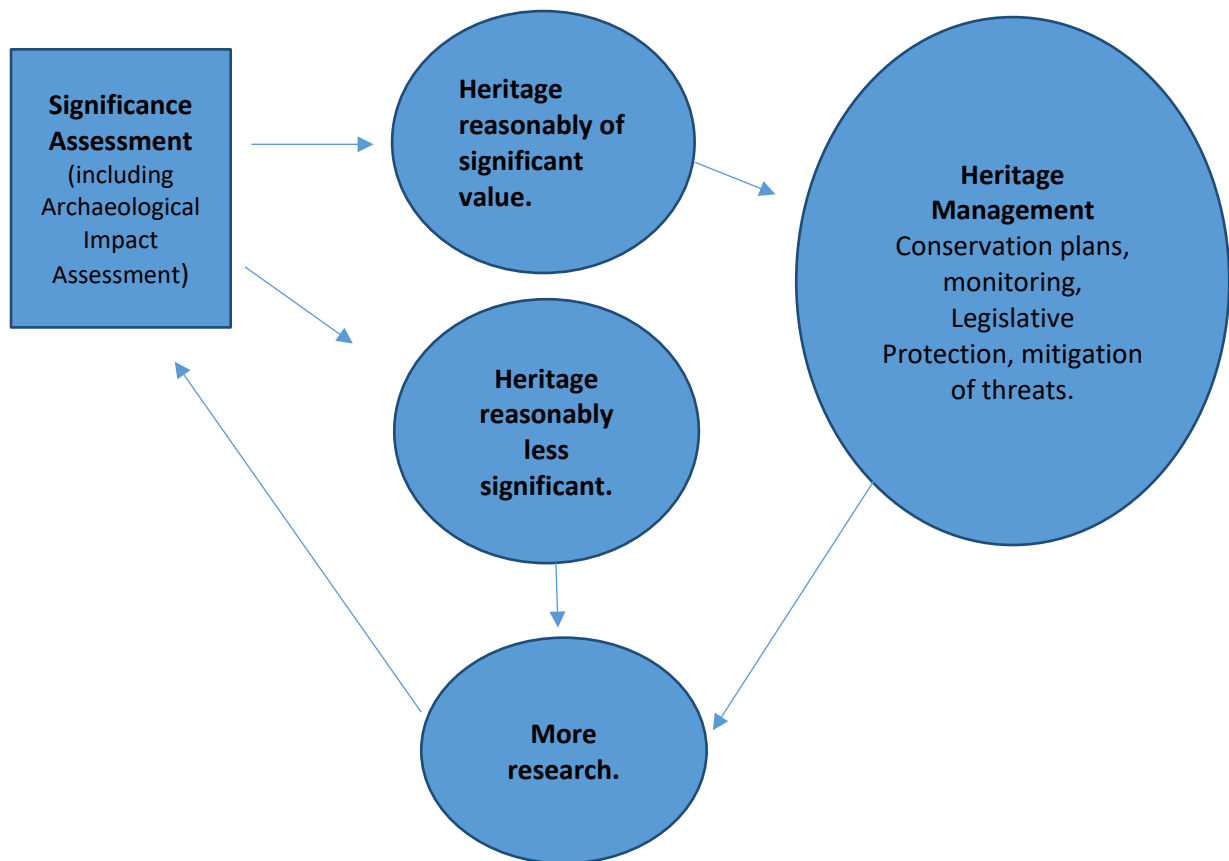 Significance
Assessment
(including
Archaeological
Impact
Assessment)
Heritage
reasonably of
significant
value.
Heritage
Management
Conservation plans,
monitoring,
Legislative
Protection, mitigation
of threats.
Heritage
reasonably
less
significant.
More
research.